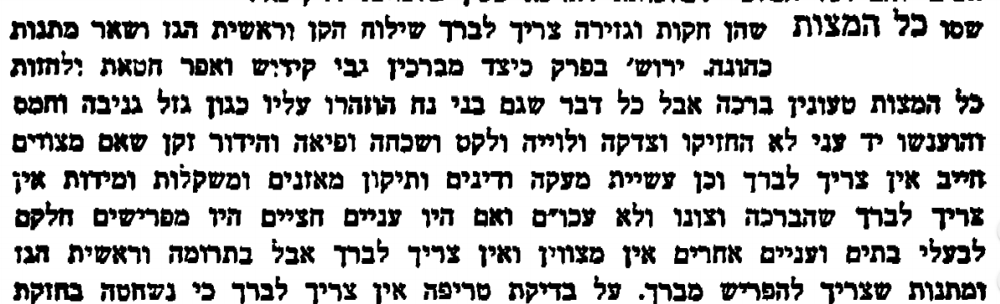 שסו כל המצות שהן חקות וגזירה צריך לברך שילוח הקן וראשית הגז ושאר מתנות
כהונה. ירוש׳ בפרק כיצד מברכין גבי קידוש ואפר חטאת ולהזות
כל המצות טעונין ברכה אבל כל דבר שגם בני נח הוזהרו עליו כגון גזל גניבה וחמס
והוענשו יד עני לא החזיקו וצדקה ולוייה ולקט ושכחה ופיאה והידור זקן שאם מצווים
חייב אין צריך לברך וכן עשיית מעקה ודינים ותיקון מאזנים ומשקלות ומידות אין
צריך לברך שהברכה וצונו ולא עכו״ם ואם היו עניים חציים היו מפרישים חלקם
לבעלי בתים ועניים אחרים אין מצווין ואין צריך לברך אבל בתרומה וראשית הגז
ומתנות שצריך להפריש מברך. על בדיקת טריפה אין צריך לברך כי נשחטה בחזקת